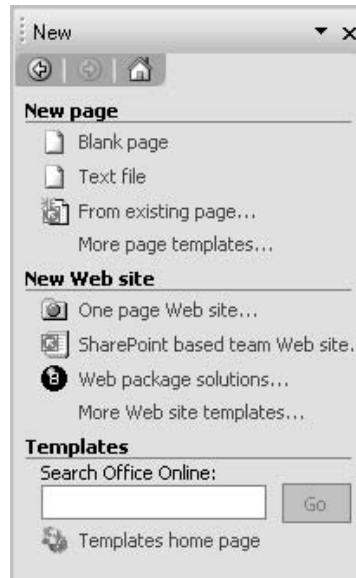 New
New page
Blank page
Text file
From existing page...
More page templates...
New Web site
One page Web site...
SharePoint based team Web site.
Web package solutions...
More Web site templates...
Templates
Search Office Online:
Go
Templates home page